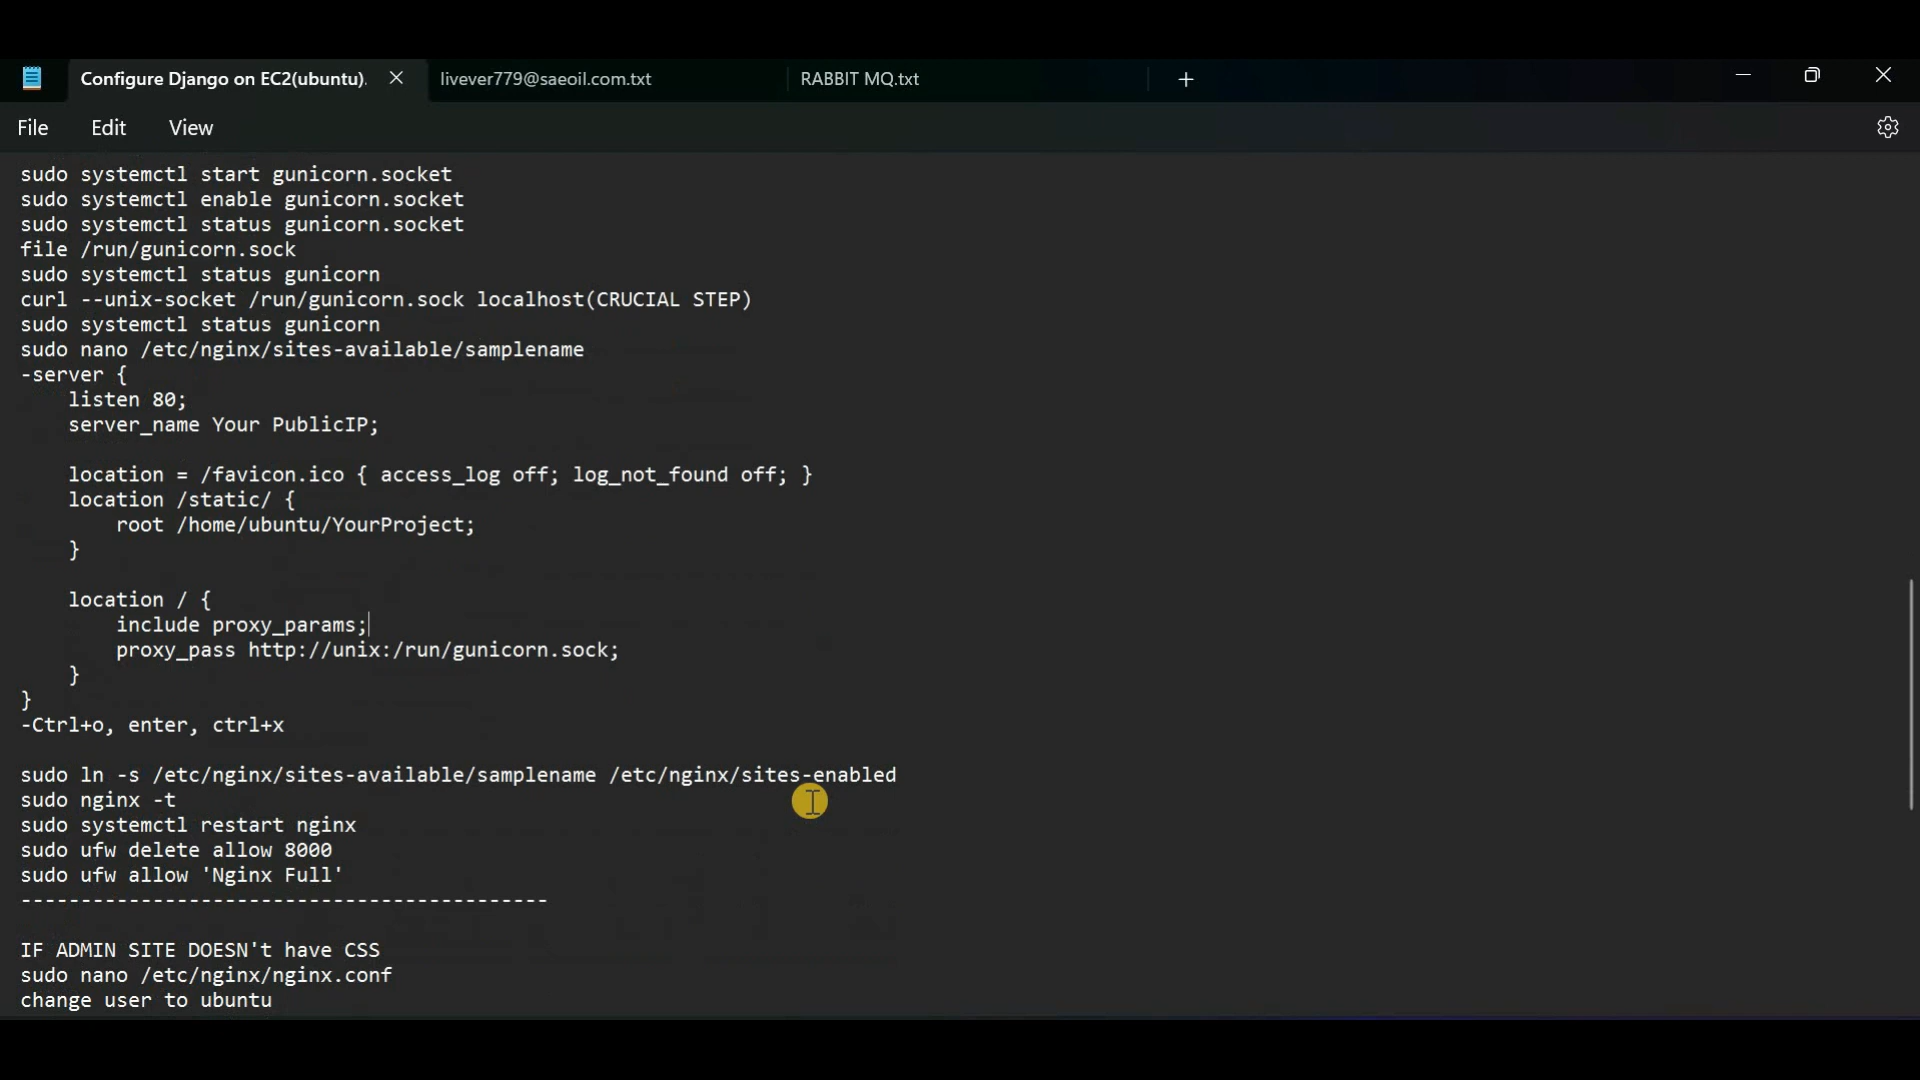 Configure Django on EC2(ubuntu).
livever779@saeoil.com.txt
RABBIT MQ.txt
File Edit View
sudo systemctl start gunicorn.socket
sudo systemctl enable gunicorn.socket
sudo systemctl status gunicorn.socket
file /run/gunicorn.sock
sudo systemctl status gunicorn
curl --unix-socket /run/gunicorn.sock localhost(CRUCIAL STEP)
sudo systemctl status gunicorn
sudo nano /etc/nginx/sites-available/samplename
-server {
    listen 80;
    server_name Your PublicIP;

    location = /favicon.ico { access_log off; log_not_found off; }
    location /static/ {
        root /home/ubuntu/YourProject;
    }

    location / {
        include proxy_params;
        proxy_pass http://unix:/run/gunicorn.sock;
    }
}
-Ctrl+o, enter, ctrl+x

sudo ln -s /etc/nginx/sites-available/samplename /etc/nginx/sites-enabled
sudo nginx -t
sudo systemctl restart nginx
sudo ufw delete allow 8000
sudo ufw allow 'Nginx Full'
--------------------------------------------

IF ADMIN SITE DOESN't have CSS
sudo nano /etc/nginx/nginx.conf
change user to ubuntu